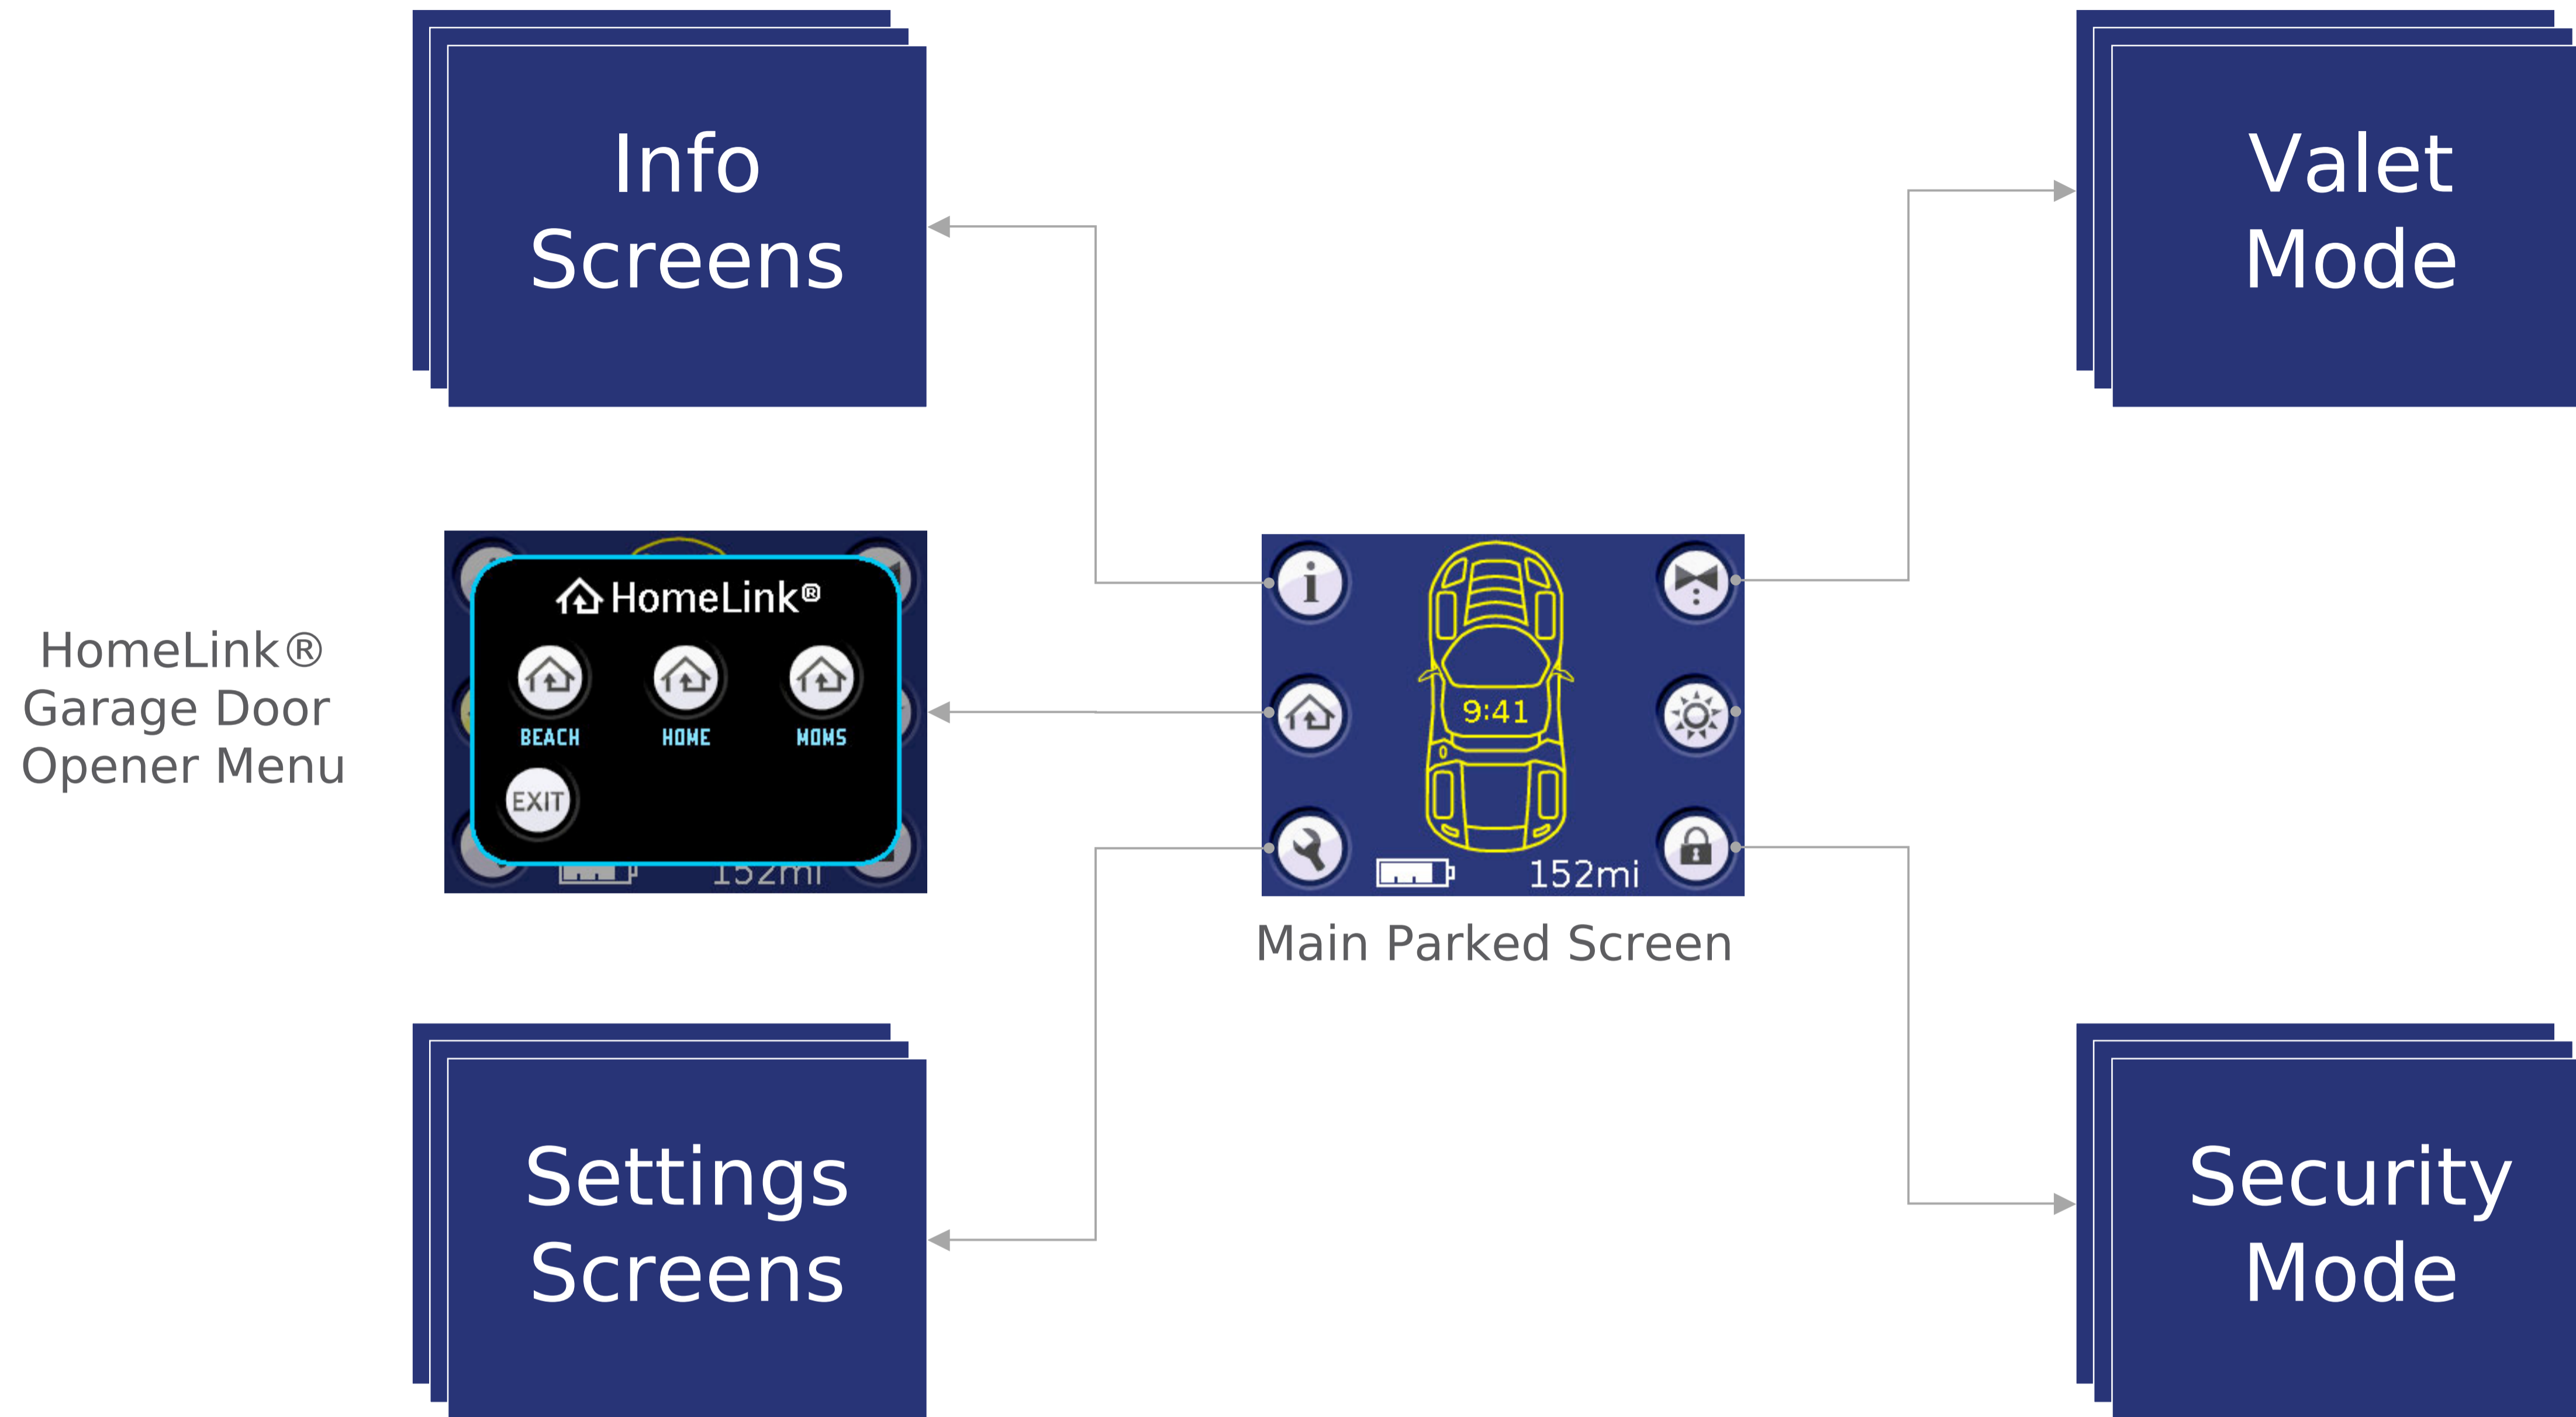 Info
Screens
Valet
Mode
HomeLink®
Garage Door
Opener Menu
HomeLink®
BEACH HOME MOMS
EXIT
152mi
i
9:41
152mi
Main Parked Screen
Settings
Screens
Security
Mode